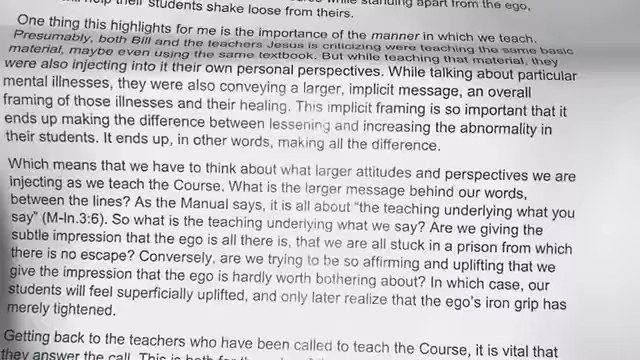 their students shake loose from theirs.
One thing this highlights for me is the importance of the manner in which we teach.
Presumably, both Bill and the teachers Jesus is criticizing were teaching the same basic
material, maybe even using the same textbook. But while teaching that material, they
were also injecting into it their own personal perspectives. While talking about particular
mental illnesses, they were also conveying a larger, implicit message, an overall
framing of those illnesses and their healing. This implicit framing is so important that it
ends up making the difference between lessening and increasing the abnormality in
their students. It ends up, in other words, making all the difference.
Which means that we have to think about what larger attitudes and perspectives we are
injecting as we teach the Course. What is the larger message behind our words,
between the lines? As the Manual says, it is all about “the teaching underlying what you
say” (M-In.3:6). So what is the teaching underlying what we say? Are we giving the
subtle impression that the ego is all there is, that we are all stuck in a prison from which
there is no escape? Conversely, are we trying to be so affirming and uplifting that we
give the impression that the ego is hardly worth bothering about? In which case, our
students will feel superficially uplifted, and only later realize that the ego's iron grip has
merely tightened.
Getting back to the teachers who have been called to teach the Course, it is vital that
they answer the call. This is both for the